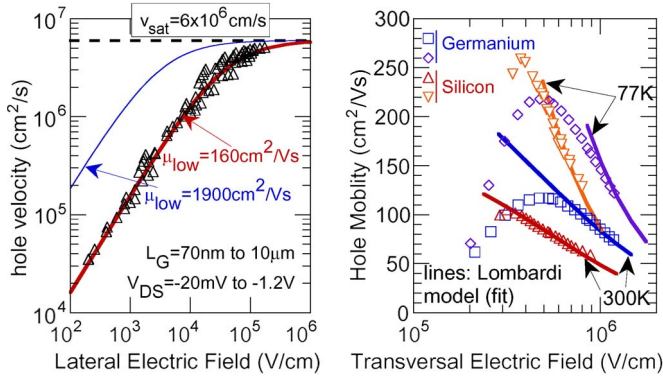 v_sat=6x10^6cm/s
hole velocity (cm^2/s)
10^7
10^6
10^5
10^4
μ_low=160cm^2/Vs
μ_low=1900cm^2/Vs
L_G=70nm to 10μm
V_DS=-20mV to -1.2V
10^2 10^3 10^4 10^5 10^6
Lateral Electric Field (V/cm)
Hole Moblity (cm^2/Vs)
300
250
200
150
100
50
0
Germanium
Silicon
77K
lines: Lombardi
model (fit)
300K
10^5 10^6
Transversal Electric Field (V/cm)